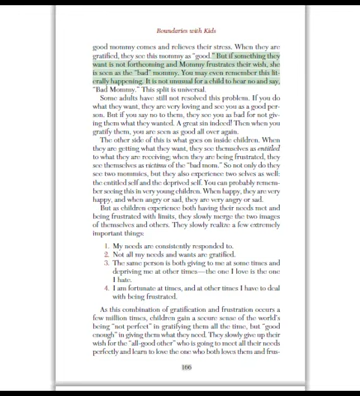 Boundaries with Kids
good mommy comes and relieves their stress. When they are
gratified, they see this mommy as "good." But if something they
want is not forthcoming and Mommy frustrates their wish, she
is seen as the "bad" mommy. You may even remember this lit-
erally happening. It is not unusual for a child to hear no and say,
"Bad Mommy." This split is universal.
Some adults have still not resolved this problem. If you do
what they want, they are very loving and see you as a good per-
son. But if you say no to them, they see you as bad for not giv-
ing them what they wanted. A great sin indeed! Then when you
gratify them, you are seen as good all over again.
The other side of this is what goes on inside children. When
they are getting what they want, they see themselves as entitled
to what they are receiving; when they are being frustrated, they
see themselves as victims of the "bad mom." So not only do they
see two mommies, but they also experience two selves as well:
the entitled self and the deprived self. You can probably remem-
ber seeing this in very young children. When happy, they are very
happy, and when angry or sad, they are very angry or sad.
But as children experience both having their needs met and
being frustrated with limits, they slowly merge the two images
of themselves and others. They slowly realize a few extremely
important things:
1. My needs are consistently responded to.
2. Not all my needs and wants are gratified.
3. The same person is both giving to me at some times and
depriving me at other times—the one I love is the one
I hate.
4. I am fortunate at times, and at other times I have to deal
with being frustrated.
As this combination of gratification and frustration occurs a
few million times, children gain a secure sense of the world's
being "not perfect" in gratifying them all the time, but "good
enough" in giving them what they need. They slowly give up their
wish for the "all-good other" who is going to meet all their needs
perfectly and learn to love the one who both loves them and frus-
166